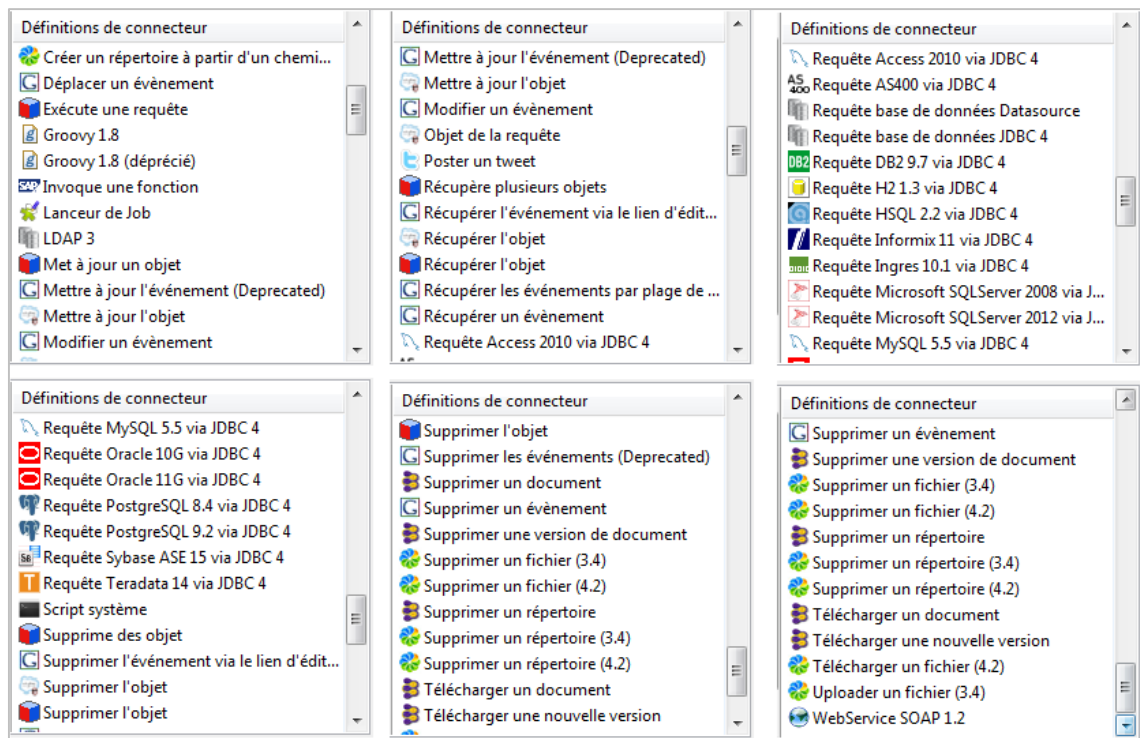 Définitions de connecteur
Créer un répertoire à partir d'un chemi...
Déplacer un évènement
Exécute une requête
Groovy 1.8
Groovy 1.8 (déprécié)
Invoque une fonction
Lanceur de Job
LDAP 3
Met à jour un objet
Mettre à jour l'événement (Deprecated)
Mettre à jour l'objet
Modifier un évènement
Définitions de connecteur
Mettre à jour l'événement (Deprecated)
Mettre à jour l'objet
Modifier un évènement
Objet de la requête
Poster un tweet
Récupère plusieurs objets
Récupérer l'événement via le lien d'édit...
Récupérer l'objet
Récupérer l'objet
Récupérer les événements par plage de ...
Récupérer un évènement
Requête Access 2010 via JDBC 4
Définitions de connecteur
Requête Access 2010 via JDBC 4
AS400 Requête AS400 via JDBC 4
Requête base de données Datasource
Requête base de données JDBC 4
DB2 Requête DB2 9.7 via JDBC 4
Requête H2 1.3 via JDBC 4
Requête HSQL 2.2 via JDBC 4
Requête Informix 11 via JDBC 4
Requête Ingres 10.1 via JDBC 4
Requête Microsoft SQLServer 2008 via J...
Requête Microsoft SQLServer 2012 via J...
Requête MySQL 5.5 via JDBC 4
Définitions de connecteur
Requête MySQL 5.5 via JDBC 4
Requête Oracle 10G via JDBC 4
Requête Oracle 11G via JDBC 4
Requête PostgreSQL 8.4 via JDBC 4
Requête PostgreSQL 9.2 via JDBC 4
Requête Sybase ASE 15 via JDBC 4
Requête Teradata 14 via JDBC 4
Script système
Supprime des objet
Supprimer l'événement via le lien d'édit...
Supprimer l'objet
Supprimer l'objet
Définitions de connecteur
Supprimer l'objet
Supprimer les événements (Deprecated)
Supprimer un document
Supprimer un évènement
Supprimer une version de document
Supprimer un fichier (3.4)
Supprimer un fichier (4.2)
Supprimer un répertoire
Supprimer un répertoire (3.4)
Supprimer un répertoire (4.2)
Télécharger un document
Télécharger une nouvelle version
Définitions de connecteur
Supprimer un évènement
Supprimer une version de document
Supprimer un fichier (3.4)
Supprimer un fichier (4.2)
Supprimer un répertoire
Supprimer un répertoire (3.4)
Supprimer un répertoire (4.2)
Télécharger un document
Télécharger une nouvelle version
Télécharger un fichier (4.2)
Uploader un fichier (3.4)
WebService SOAP 1.2